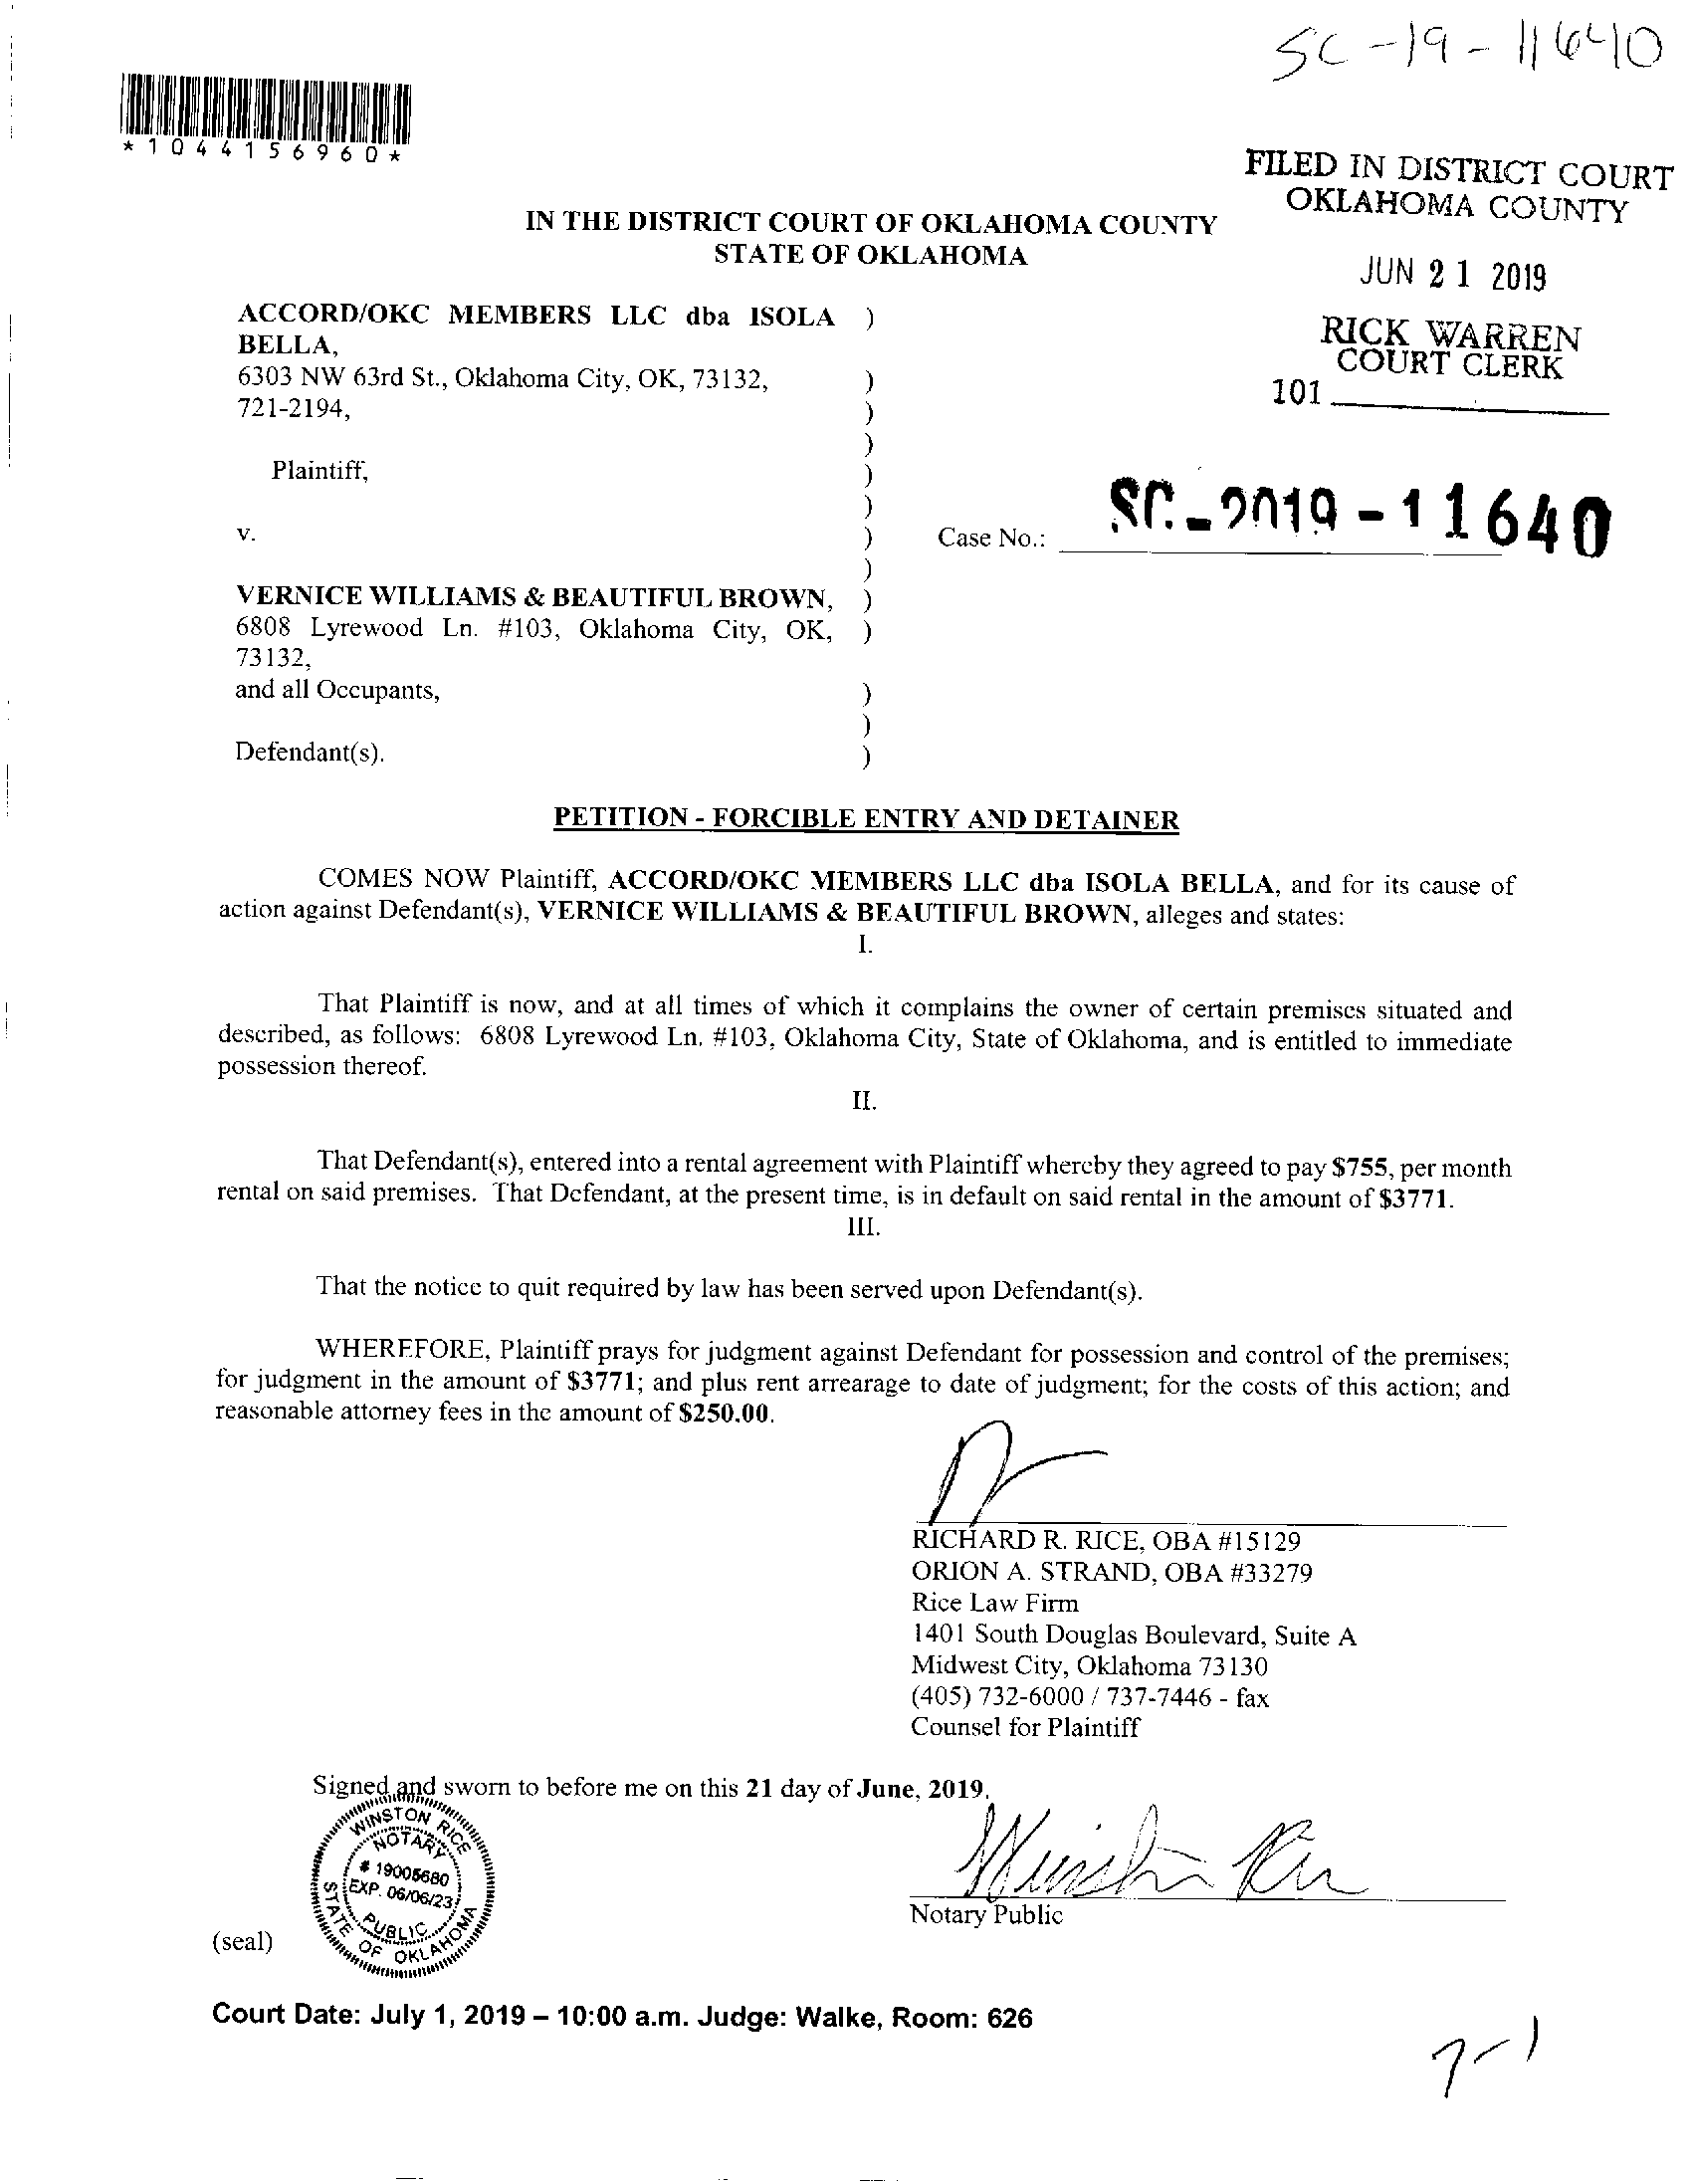 SC-19-11640
*1044156960*
FILED IN DISTRICT COURT
OKLAHOMA COUNTY
JUN 21 2019
RICK WARREN
COURT CLERK
101
IN THE DISTRICT COURT OF OKLAHOMA COUNTY
STATE OF OKLAHOMA
ACCORD/OKC MEMBERS LLC dba ISOLA )
BELLA,
6303 NW 63rd St., Oklahoma City, OK, 73132, )
721-2194, )
)
Plaintiff, )
)
v. )
Case No.: SC-2019-11640
)
VERNICE WILLIAMS & BEAUTIFUL BROWN, )
6808 Lyrewood Ln. #103, Oklahoma City, OK, )
73132,
and all Occupants, )
)
Defendant(s). )
PETITION - FORCIBLE ENTRY AND DETAINER
COMES NOW Plaintiff, ACCORD/OKC MEMBERS LLC dba ISOLA BELLA, and for its cause of
action against Defendant(s), VERNICE WILLIAMS & BEAUTIFUL BROWN, alleges and states:
I.
That Plaintiff is now, and at all times of which it complains the owner of certain premises situated and
described, as follows: 6808 Lyrewood Ln. #103, Oklahoma City, State of Oklahoma, and is entitled to immediate
possession thereof.
II.
That Defendant(s), entered into a rental agreement with Plaintiff whereby they agreed to pay $755, per month
rental on said premises. That Defendant, at the present time, is in default on said rental in the amount of $3771.
III.
That the notice to quit required by law has been served upon Defendant(s).
WHEREFORE, Plaintiff prays for judgment against Defendant for possession and control of the premises;
for judgment in the amount of $3771; and plus rent arrearage to date of judgment; for the costs of this action; and
reasonable attorney fees in the amount of $250.00.
RICHARD R. RICE, OBA #15129
ORION A. STRAND, OBA #33279
Rice Law Firm
1401 South Douglas Boulevard, Suite A
Midwest City, Oklahoma 73130
(405) 732-6000 / 737-7446 - fax
Counsel for Plaintiff
Signed and sworn to before me on this 21 day of June, 2019.
WINSTON RICE
NOTARY
# 19005680
EXP. 06/06/23
PUBLIC
STATE OF OKLAHOMA
Winston Rice
Notary Public
(seal)
Court Date: July 1, 2019 – 10:00 a.m. Judge: Walke, Room: 626
7-1